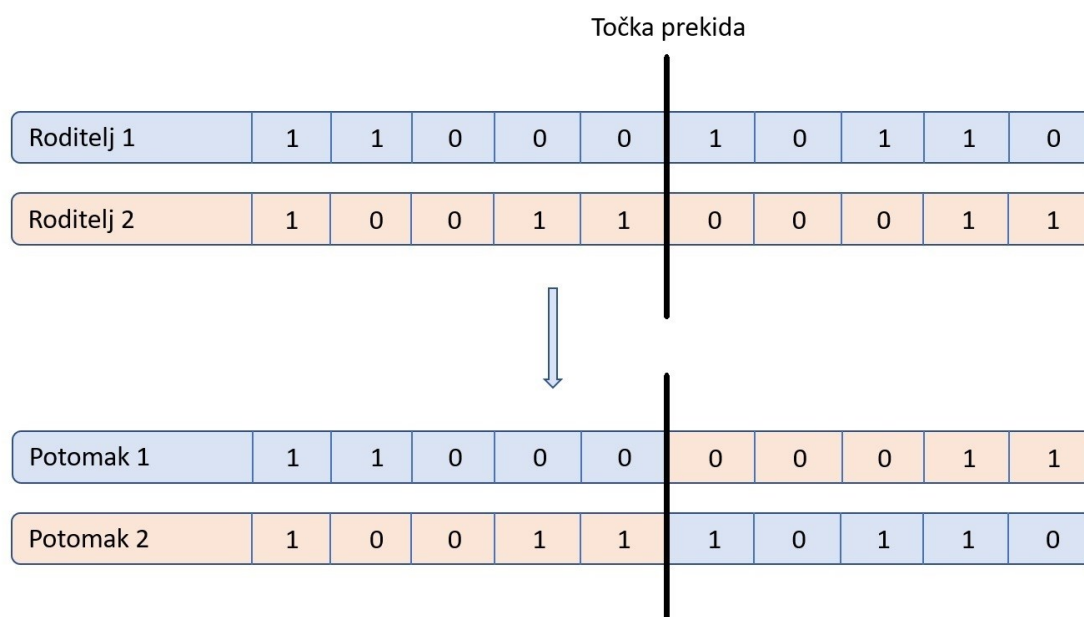 Točka prekida
Roditelj 1 1 1 0 0 0 1 0 1 1 0
Roditelj 2 1 0 0 1 1 0 0 0 1 1
Potomak 1 1 1 0 0 0 0 0 0 1 1
Potomak 2 1 0 0 1 1 1 0 1 1 0